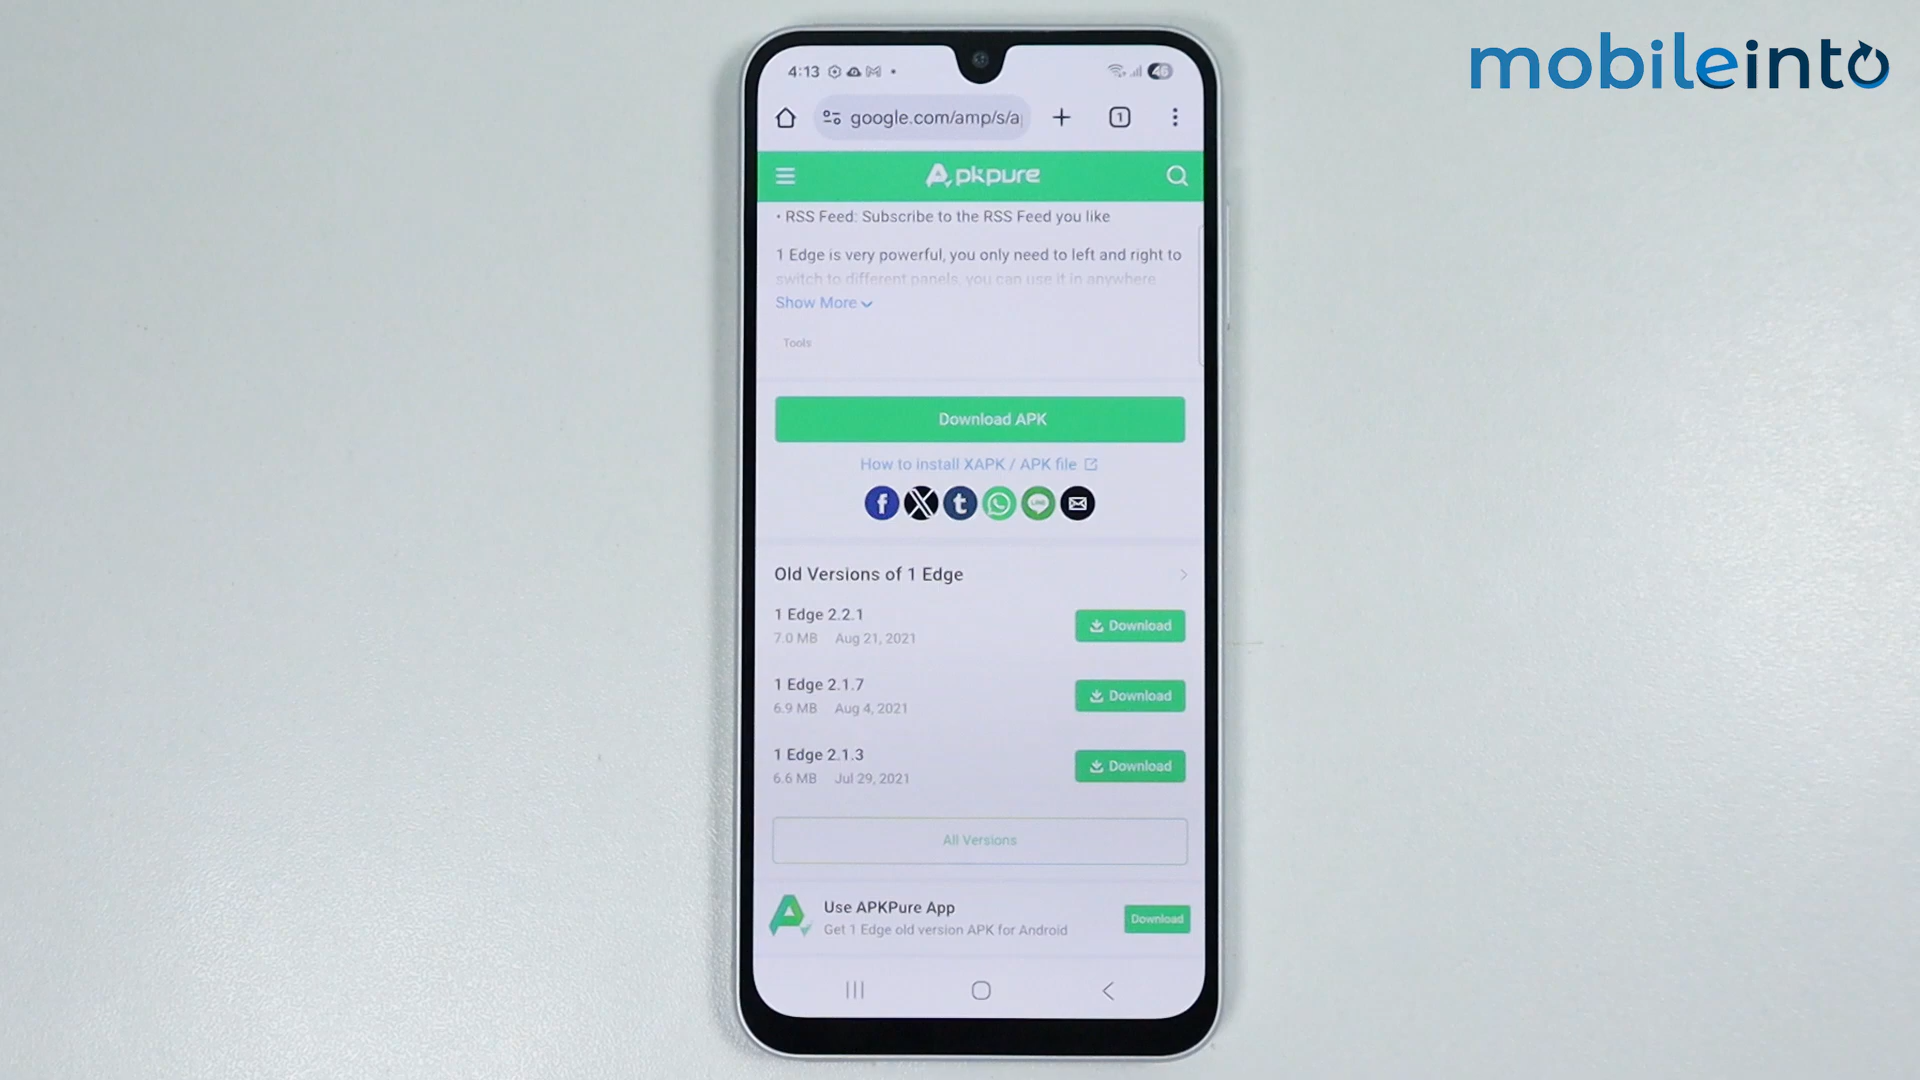 mobileinto
4:13
46
google.com/amp/s/a
1
Apkpure
• RSS Feed: Subscribe to the RSS Feed you like
1 Edge is very powerful, you only need to left and right to
switch to different panels, you can use it in anywhere
Show More
Tools
Download APK
How to install XAPK / APK file
Old Versions of 1 Edge
1 Edge 2.2.1
Download
7.0 MB Aug 21, 2021
1 Edge 2.1.7
Download
6.9 MB Aug 4, 2021
1 Edge 2.1.3
Download
6.6 MB Jul 29, 2021
All Versions
Use APKPure App
Download
Get 1 Edge old version APK for Android